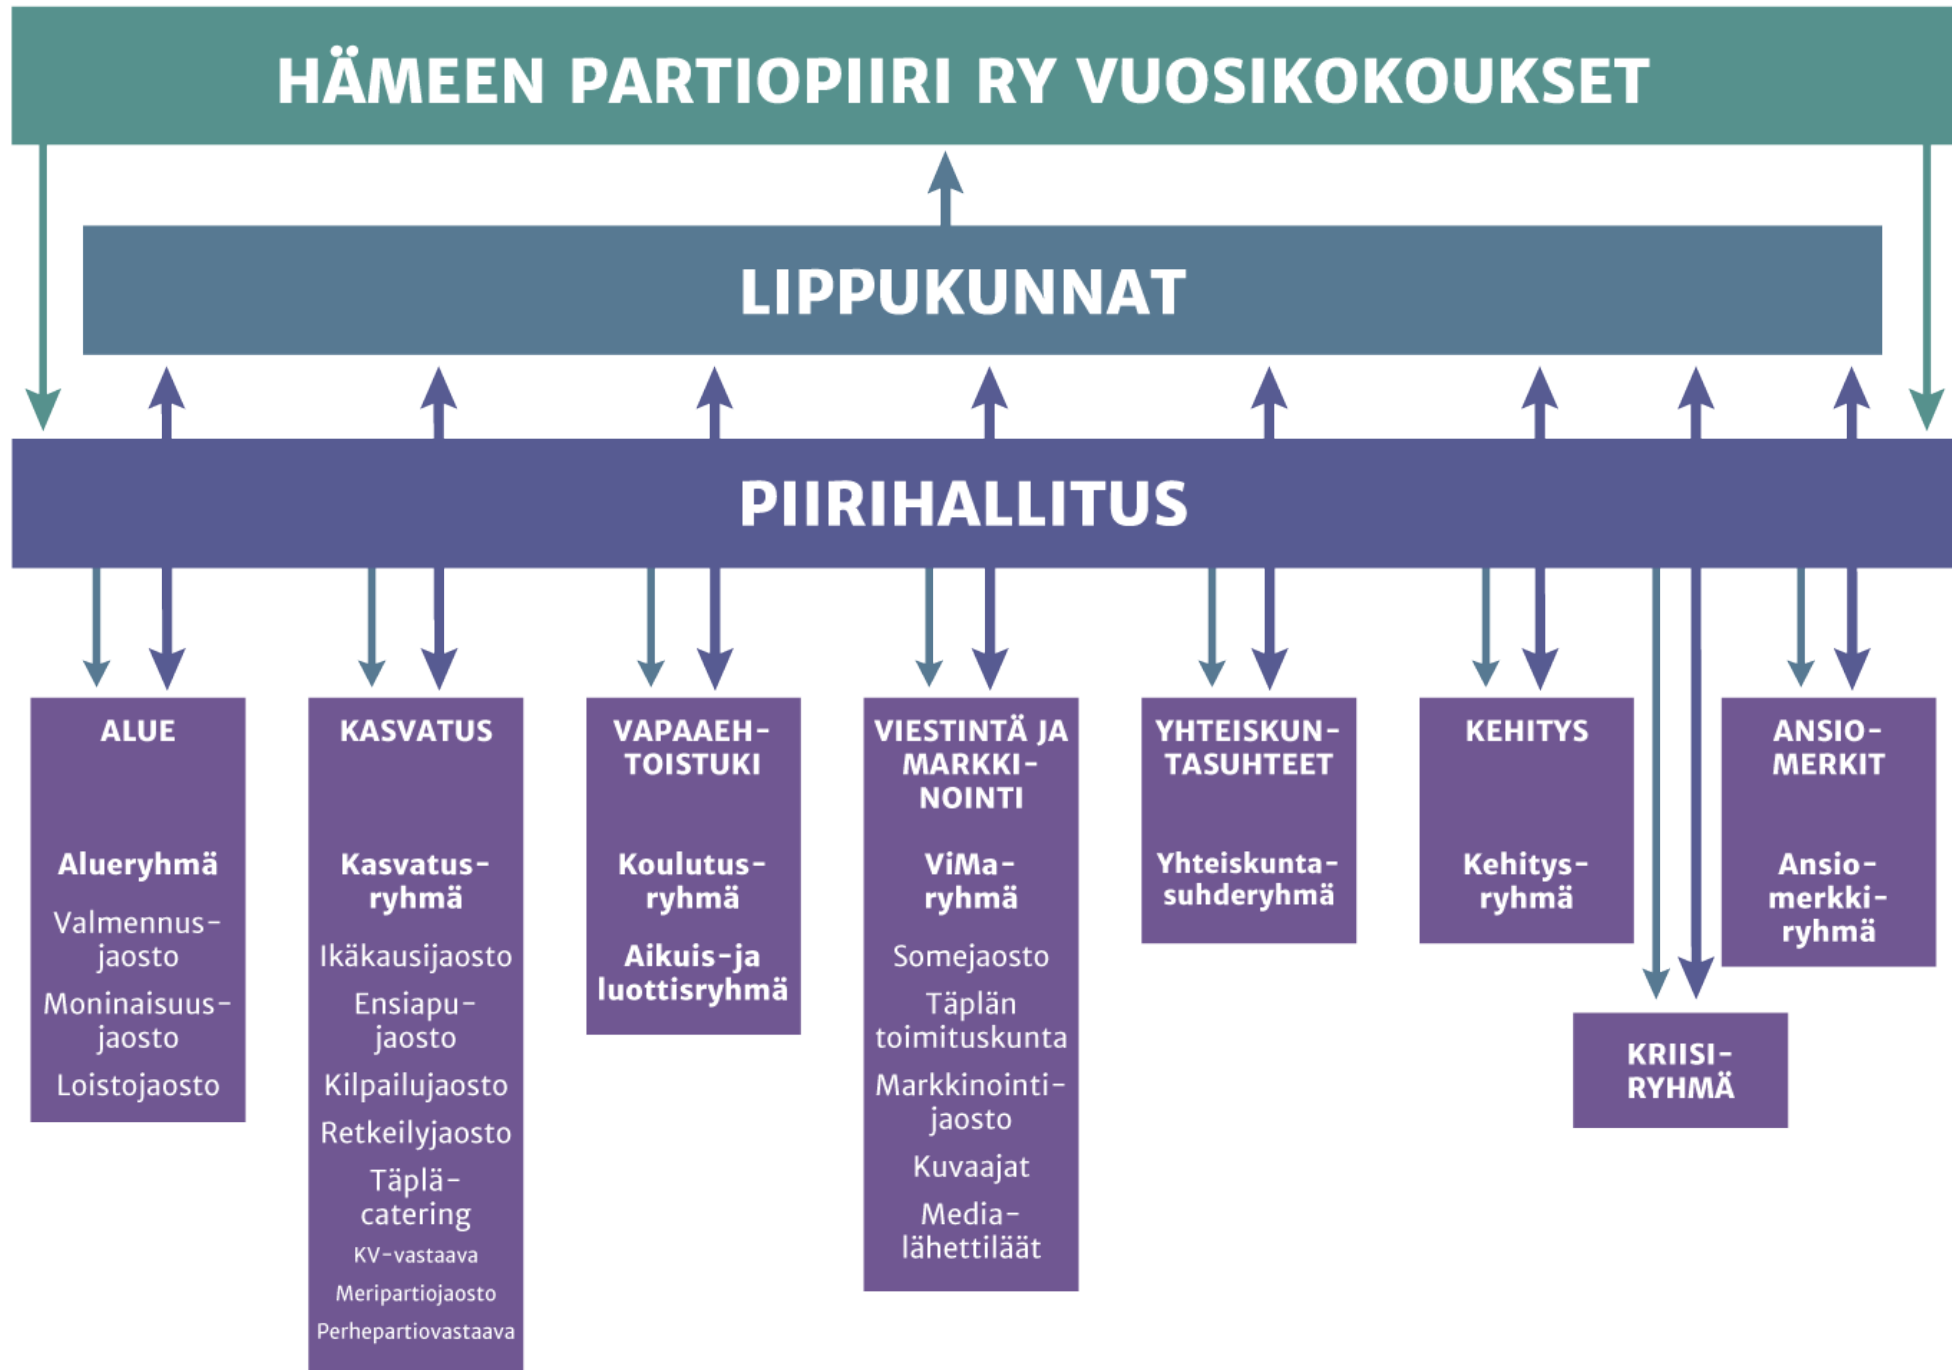 HÄMEEN PARTIOPIIRI RY VUOSIKOKOUKSET
LIPPUKUNNAT
PIIRIHALLITUS
ALUE
Alueryhmä
Valmennus-
jaosto
Moninaisuus-
jaosto
Loistojaosto
KASVATUS
Kasvatus-
ryhmä
Ikäkausijaosto
Ensiapu-
jaosto
Kilpailujaosto
Retkeilyjaosto
Täplä-
catering
KV-vastaava
Meripartiojaosto
Perhepartiovastaava
VAPAAEH-
TOISTUKI
Koulutus-
ryhmä
Aikuis-ja
luottisryhmä
VIESTINTÄ JA
MARKKI-
NOINTI
ViMa-
ryhmä
Somejaosto
Täplän
toimituskunta
Markkinointi-
jaosto
Kuvaajat
Media-
lähettiläät
YHTEISKUN-
TASUHTEET
Yhteiskunta-
suhderyhmä
KEHITYS
Kehitys-
ryhmä
KRIISI-
RYHMÄ
ANSIO-
MERKIT
Ansio-
merkki-
ryhmä